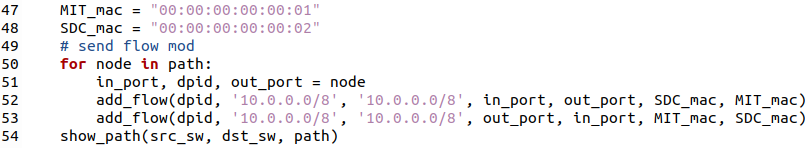 47 MIT_mac = "00:00:00:00:00:01"
48 SDC_mac = "00:00:00:00:00:02"
49 # send flow mod
50 for node in path:
51 in_port, dpid, out_port = node
52 add_flow(dpid, '10.0.0.0/8', '10.0.0.0/8', in_port, out_port, SDC_mac, MIT_mac)
53 add_flow(dpid, '10.0.0.0/8', '10.0.0.0/8', out_port, in_port, MIT_mac, SDC_mac)
54 show_path(src_sw, dst_sw, path)